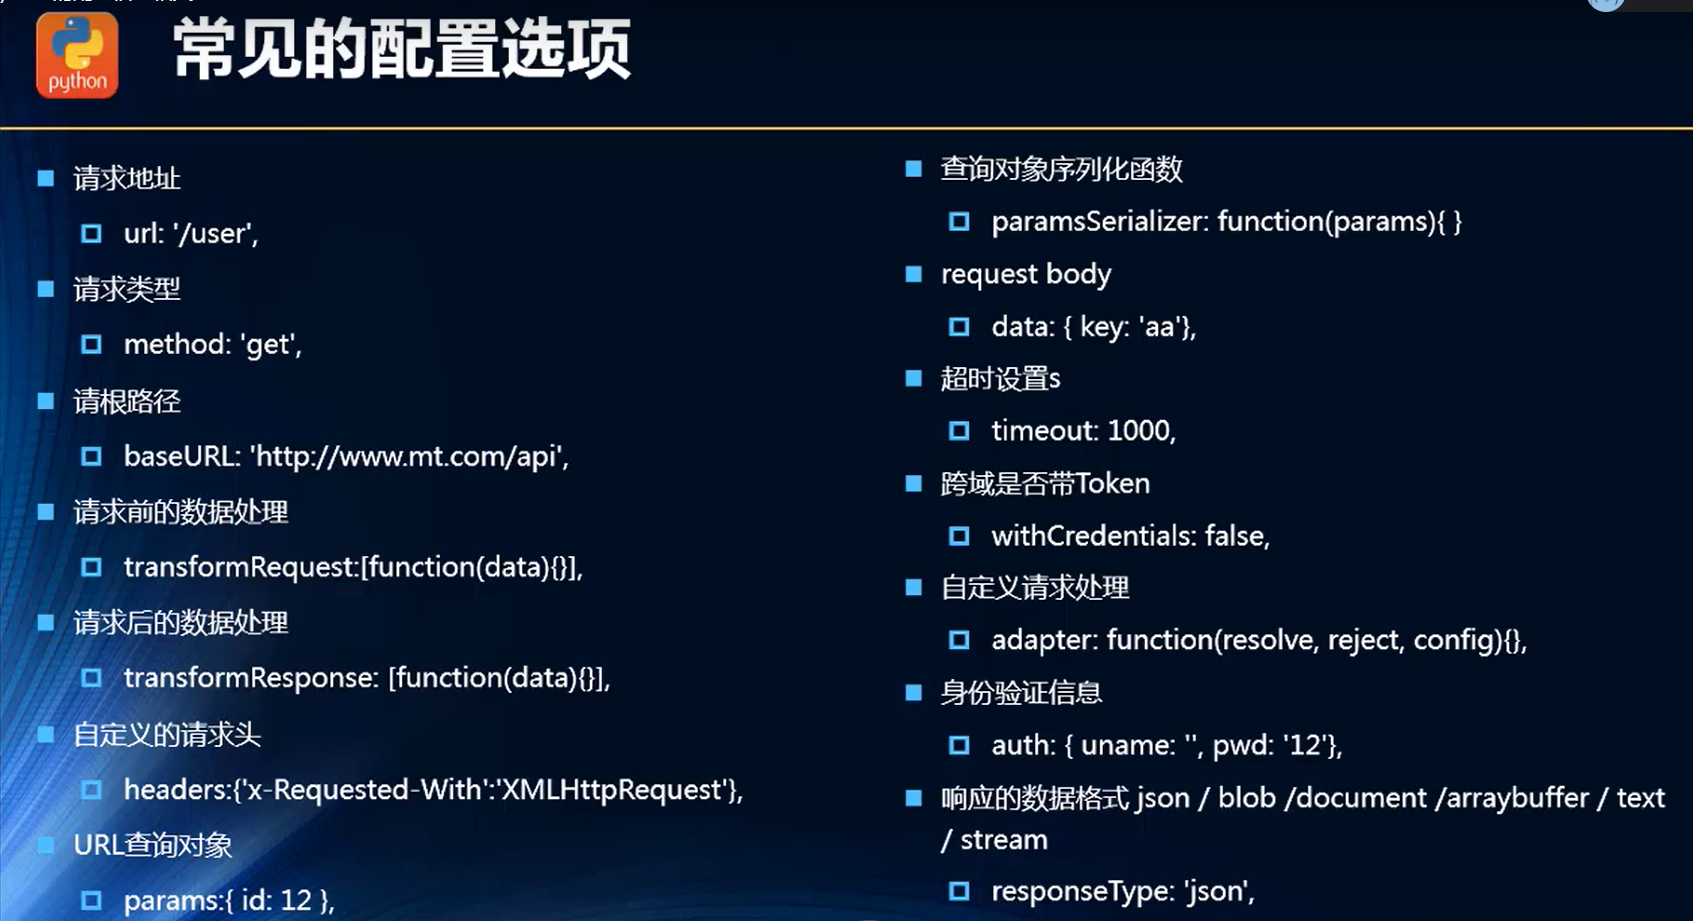 python
常见的配置选项
请求地址
url: '/user',
请求类型
method: 'get',
请根路径
baseURL: 'http://www.mt.com/api',
请求前的数据处理
transformRequest:[function(data){}],
请求后的数据处理
transformResponse: [function(data){}],
自定义的请求头
headers:{'x-Requested-With':'XMLHttpRequest'},
URL查询对象
params:{ id: 12 },
查询对象序列化函数
paramsSerializer: function(params){ }
request body
data: { key: 'aa'},
超时设置s
timeout: 1000,
跨域是否带Token
withCredentials: false,
自定义请求处理
adapter: function(resolve, reject, config){},
身份验证信息
auth: { uname: '', pwd: '12'},
响应的数据格式 json / blob /document /arraybuffer / text
/ stream
responseType: 'json',